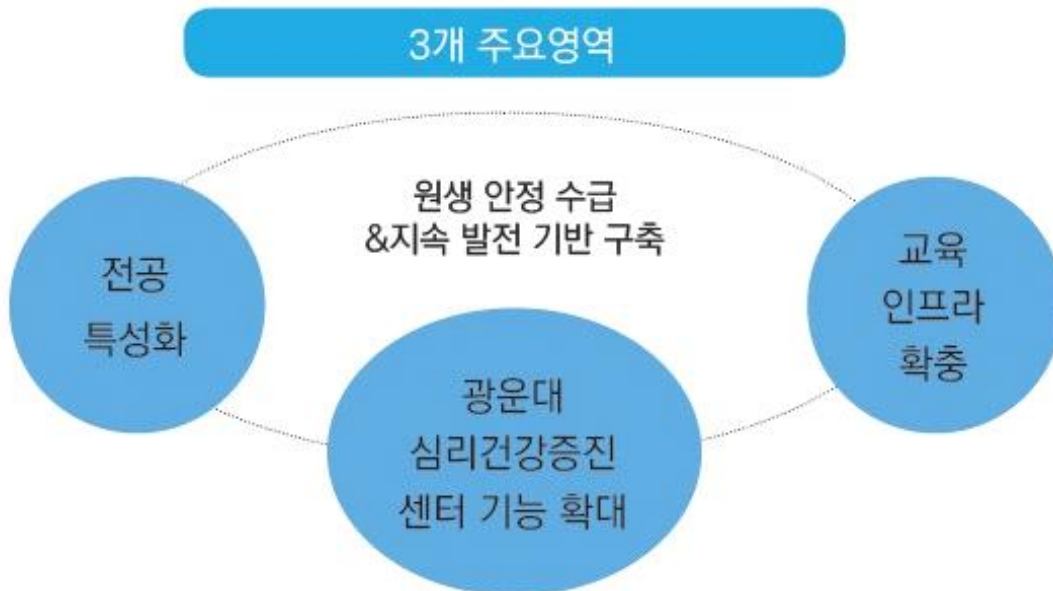 3개 주요영역
원생 안정 수급
&지속 발전 기반 구축
전공
특성화
광운대
심리건강증진
센터 기능 확대
교육
인프라
확충